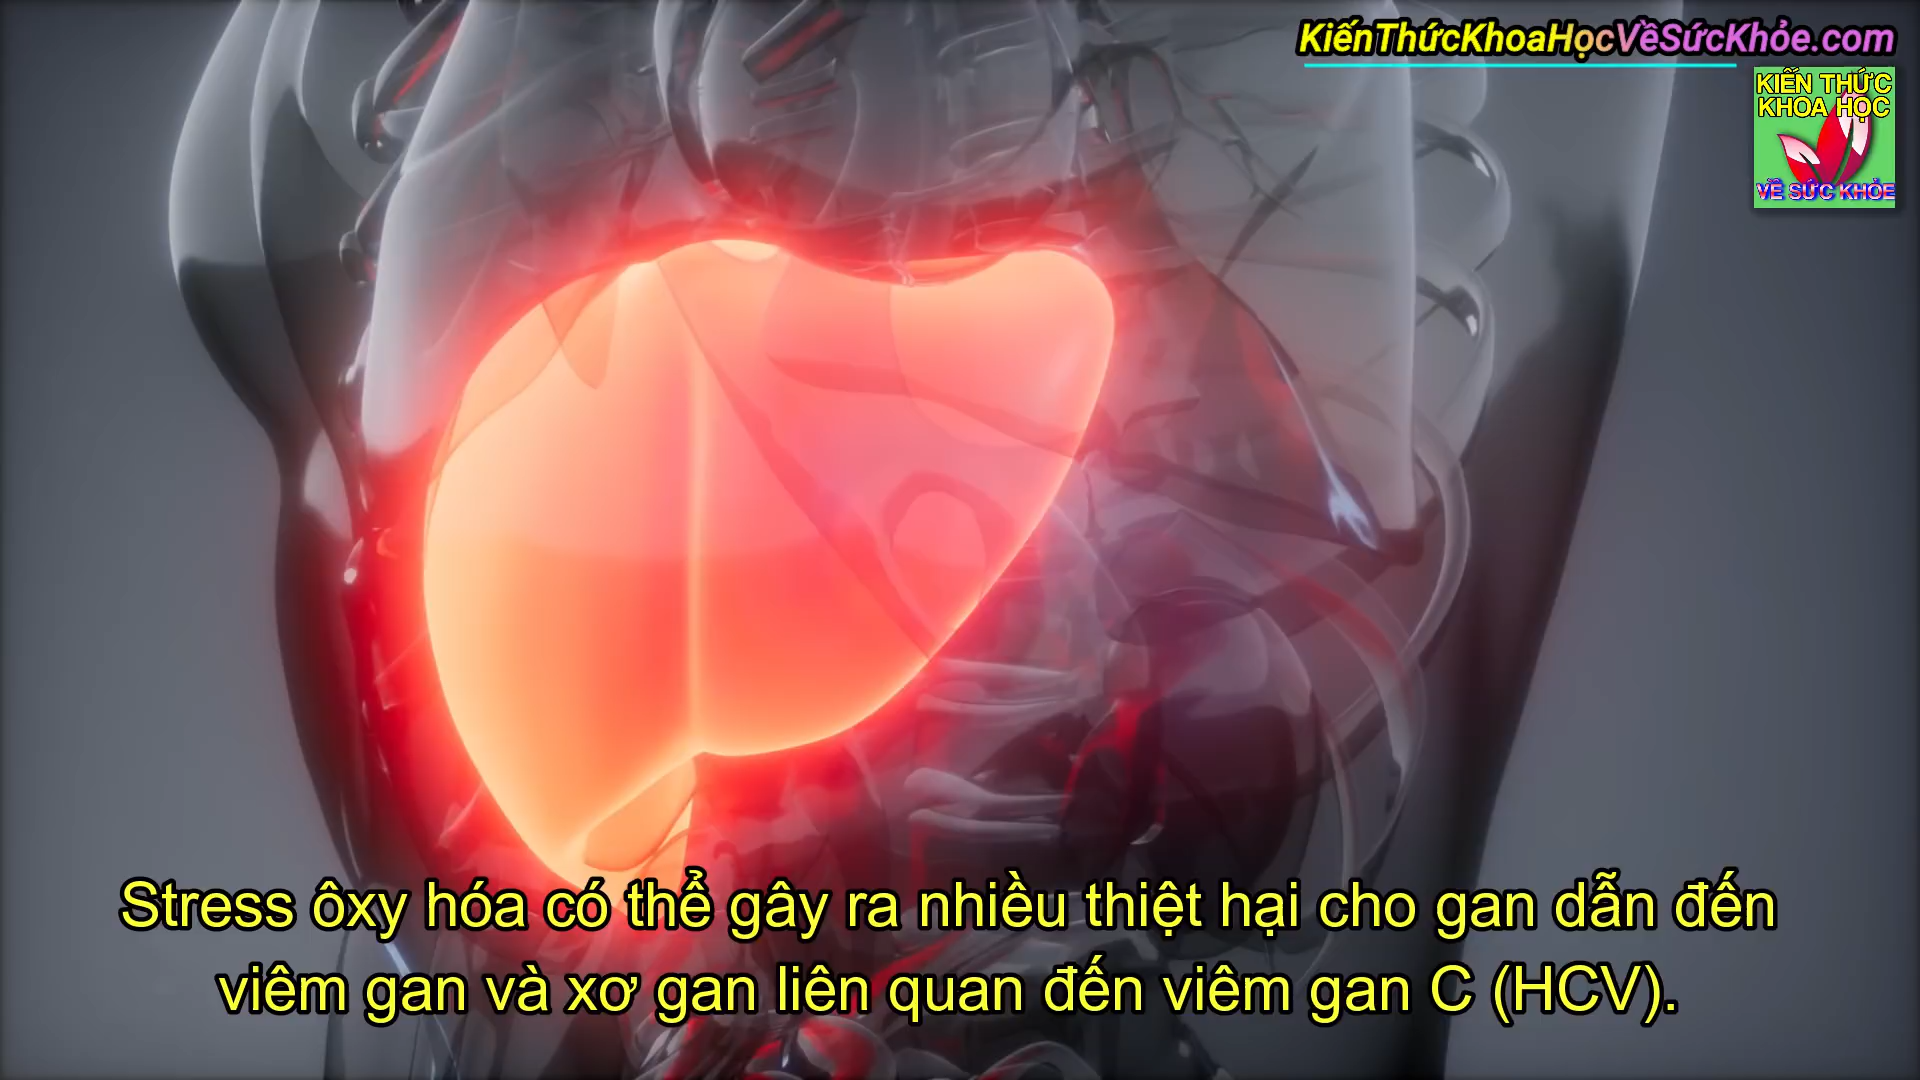 KiếnThứcKhoaHọcVềSứcKhỏe.com
KIẾN THỨC
KHOA HỌC
VỀ SỨC KHỎE
Stress ôxy hóa có thể gây ra nhiều thiệt hại cho gan dẫn đến
viêm gan và xơ gan liên quan đến viêm gan C (HCV).